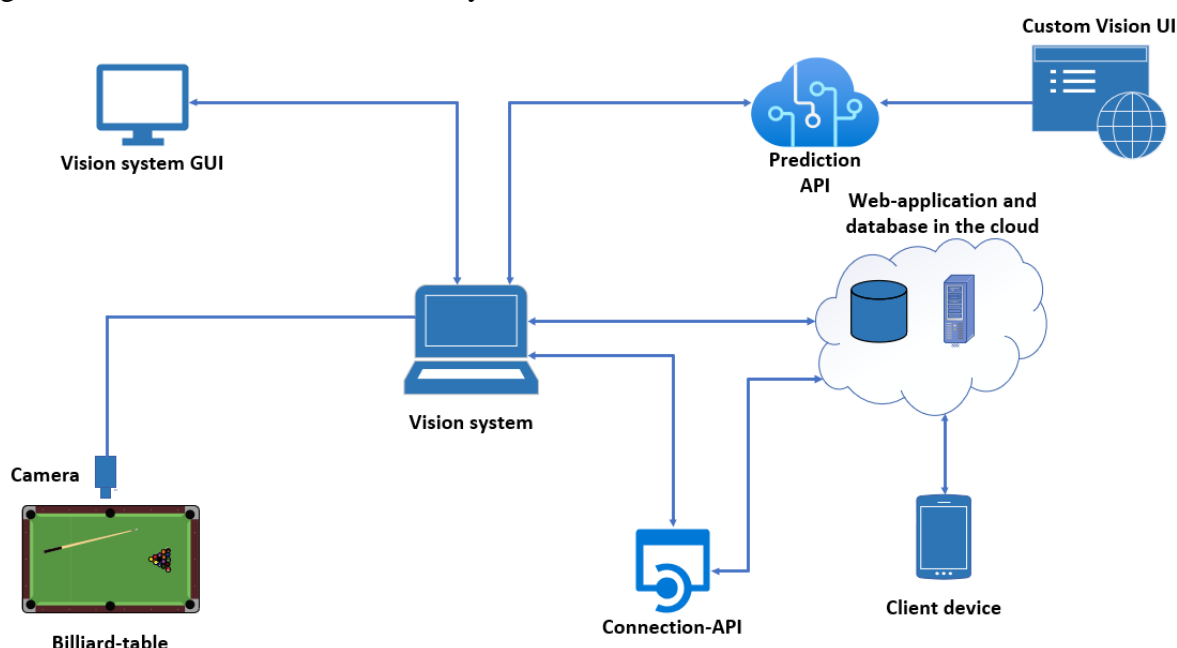 Custom Vision UI
Vision system GUI
Prediction
API
Web-application and
database in the cloud
Vision system
Camera
Client device
Connection-API
Billiard-table